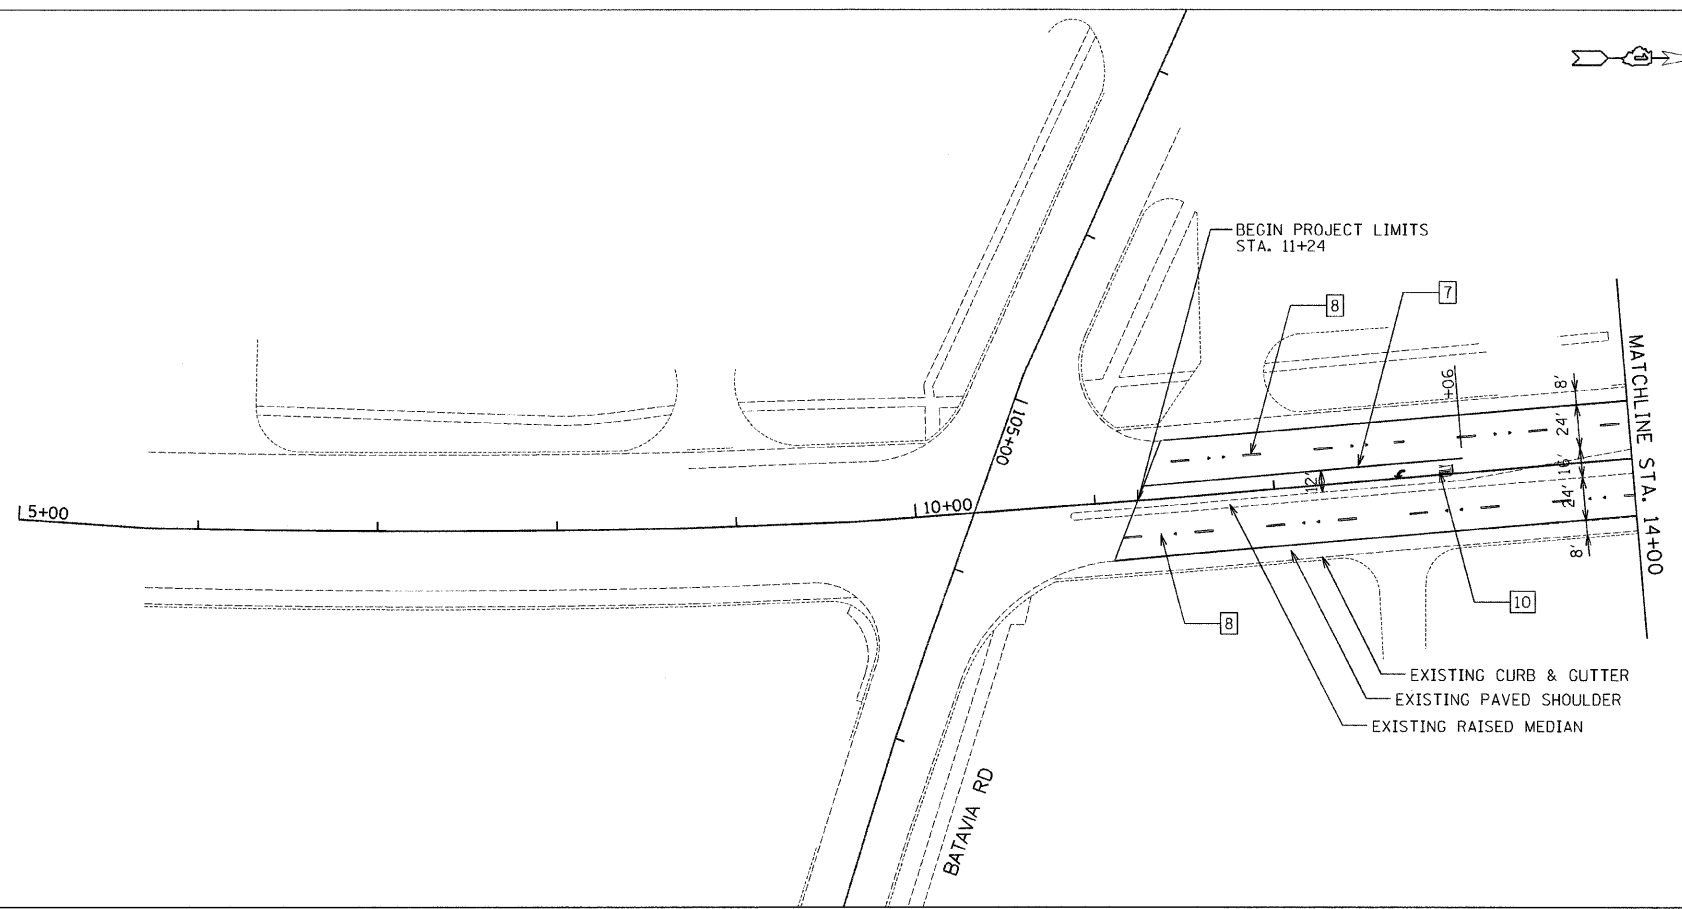 BEGIN PROJECT LIMITS
STA. 11+24
8
7
+06
8'
24'
16'
24'
8'
12'
MATCHLINE STA. 14+00
105+00
5+00
10+00
10
8
EXISTING CURB & GUTTER
EXISTING PAVED SHOULDER
EXISTING RAISED MEDIAN
BATAVIA RD